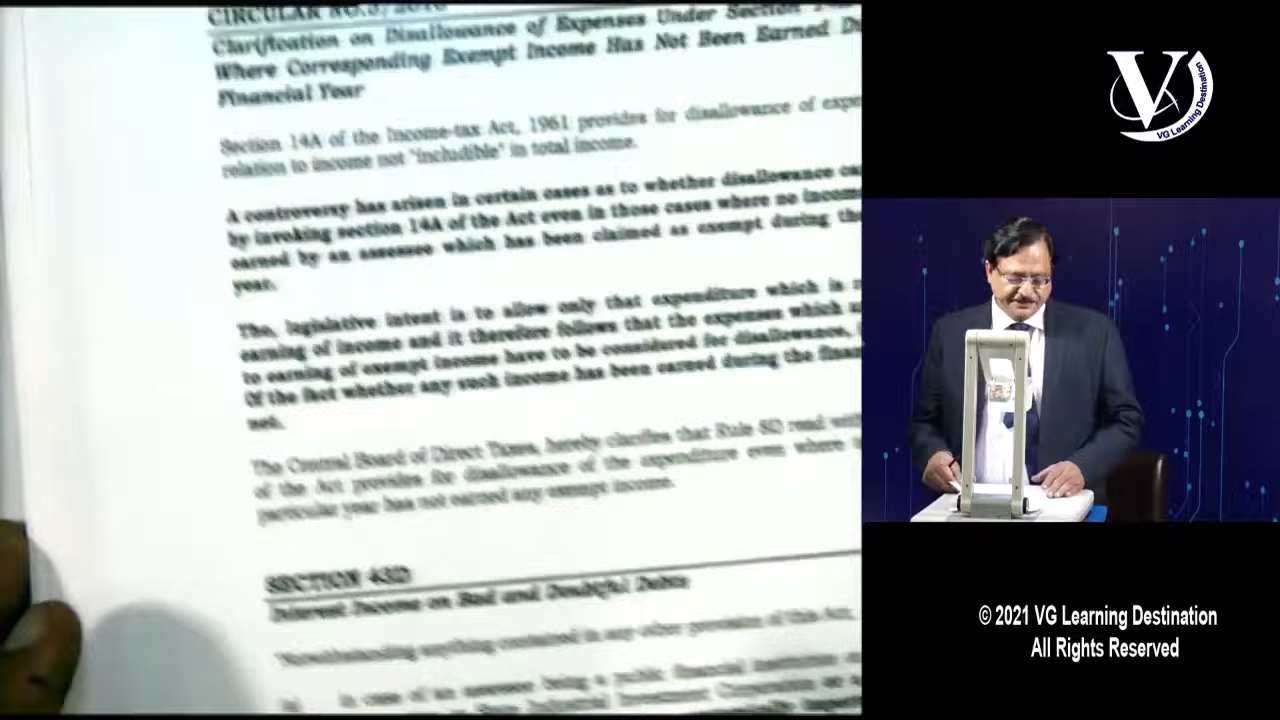 CIRCULAR NO.
Clarification on Disallowance of Expenses Under Section
Where Corresponding Exempt Income Has Not Been Earned
Financial Year
Section 14A of the Income-tax Act, 1961 provides for disallowance of
relation to income not "includible" in total income.
A controversy has arisen in certain cases as to whether disallowance
by invoking section 14A of the Act even in those cases where no income
earned by an assessee which has been claimed as exempt during the
year.
The, legislative intent is to allow only that expenditure which is
earning of income and it therefore follows that the expenses which
to earning of exempt income have to be considered for disallowance,
Of the fact whether any such income has been earned during the
not.
The Central Board of Direct Taxes, hereby clarifies that Rule 8D read
of the Act provides for disallowance of the expenditure even where
particular year has not earned any exempt income.
SECTION 43D
Interest Income on Bad and Doubtful Debts
Notwithstanding anything contained in any other provision of this Act,
in case of an assessee being a public financial institution
State Industrial Investment Corporation
V
VG Learning Destination
© 2021 VG Learning Destination
All Rights Reserved